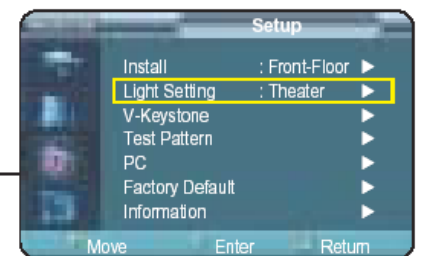 Setup
Install : Front-Floor ▶
Light Setting : Theater ▶
V-Keystone ▶
Test Pattern ▶
PC ▶
Factory Default ▶
Information ▶
Move Enter Return